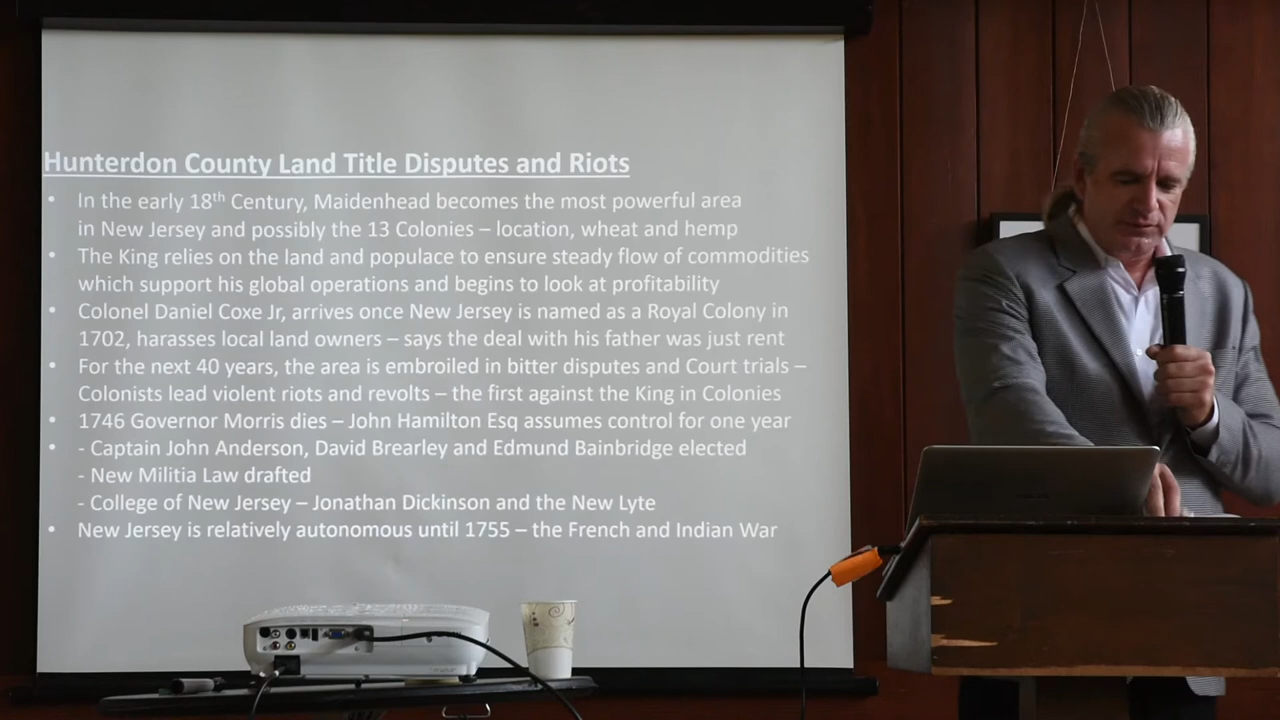 Hunterdon County Land Title Disputes and Riots
• In the early 18th Century, Maidenhead becomes the most powerful area
in New Jersey and possibly the 13 Colonies – location, wheat and hemp
• The King relies on the land and populace to ensure steady flow of commodities
which support his global operations and begins to look at profitability
• Colonel Daniel Coxe Jr, arrives once New Jersey is named as a Royal Colony in
1702, harasses local land owners – says the deal with his father was just rent
• For the next 40 years, the area is embroiled in bitter disputes and Court trials –
Colonists lead violent riots and revolts – the first against the King in Colonies
• 1746 Governor Morris dies – John Hamilton Esq assumes control for one year
• - Captain John Anderson, David Brearley and Edmund Bainbridge elected
- New Militia Law drafted
- College of New Jersey – Jonathan Dickinson and the New Lyte
• New Jersey is relatively autonomous until 1755 – the French and Indian War